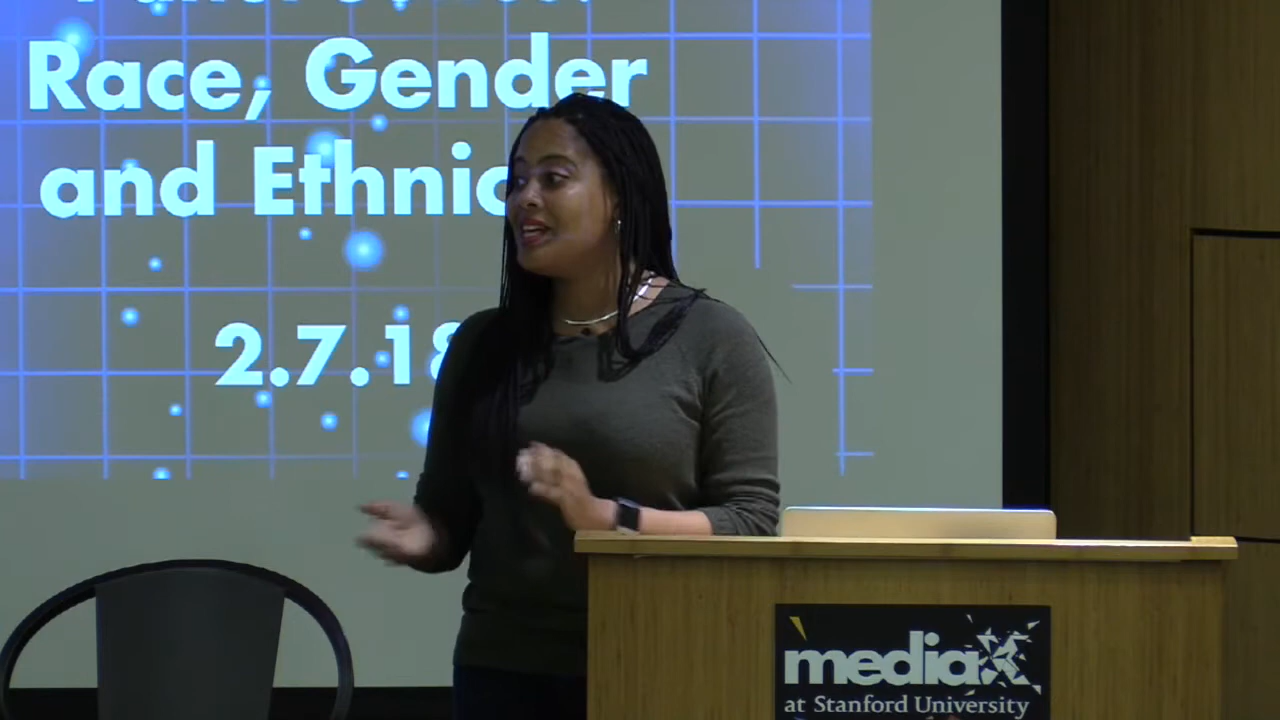 Race, Gender
and Ethnic
2.7.18
mediaX
at Stanford University